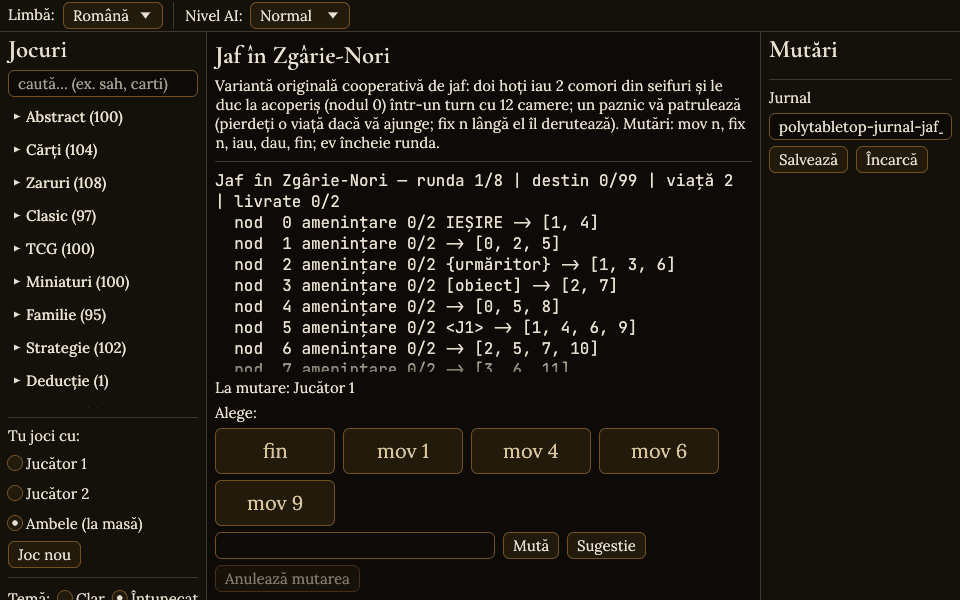 Limbă: Română ▼ Nivel AI: Normal ▼
Jocuri
caută... (ex. sah, carti)
▸ Abstract (100)
▸ Cărți (104)
▸ Zaruri (108)
▸ Clasic (97)
▸ TCG (100)
▸ Miniaturi (100)
▸ Familie (95)
▸ Strategie (102)
▸ Deducție (1)
Tu joci cu:
Jucător 1
Jucător 2
Ambele (la masă)
Joc nou
Temă: Clar Întunecat
Jaf în Zgârie-Nori
Variantă originală cooperativă de jaf: doi hoți iau 2 comori din seifuri și le
duc la acoperiș (nodul 0) într-un turn cu 12 camere; un paznic vă patrulează
(pierdeți o viață dacă vă ajunge; fix n lângă el îl derutează). Mutări: mov n, fix
n, iau, dau, fin; ev încheie runda.
Jaf în Zgârie-Nori — runda 1/8 | destin 0/99 | viață 2
| livrate 0/2
nod 0 amenințare 0/2 IEȘIRE → [1, 4]
nod 1 amenințare 0/2 → [0, 2, 5]
nod 2 amenințare 0/2 {urmăritor} → [1, 3, 6]
nod 3 amenințare 0/2 [obiect] → [2, 7]
nod 4 amenințare 0/2 → [0, 5, 8]
nod 5 amenințare 0/2 <J1> → [1, 4, 6, 9]
nod 6 amenințare 0/2 → [2, 5, 7, 10]
nod 7 amenințare 0/2 → [3, 6, 11]
La mutare: Jucător 1
Alege:
fin mov 1 mov 4 mov 6
mov 9
Mută Sugestie
Anulează mutarea
Mutări
Jurnal
polytabletop-jurnal-jaf_
Salvează Încarcă